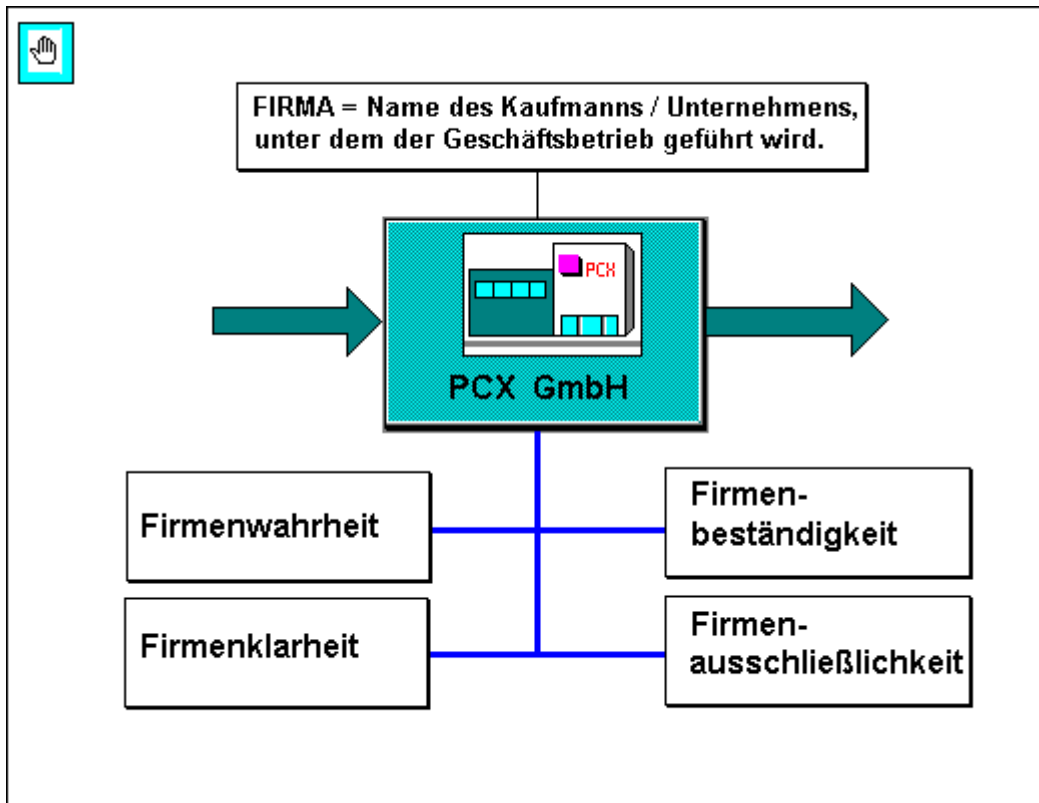 FIRMA = Name des Kaufmanns / Unternehmens,
unter dem der Geschäftsbetrieb geführt wird.
PCX
PCX GmbH
Firmenwahrheit
Firmen-
beständigkeit
Firmenklarheit
Firmen-
ausschließlichkeit